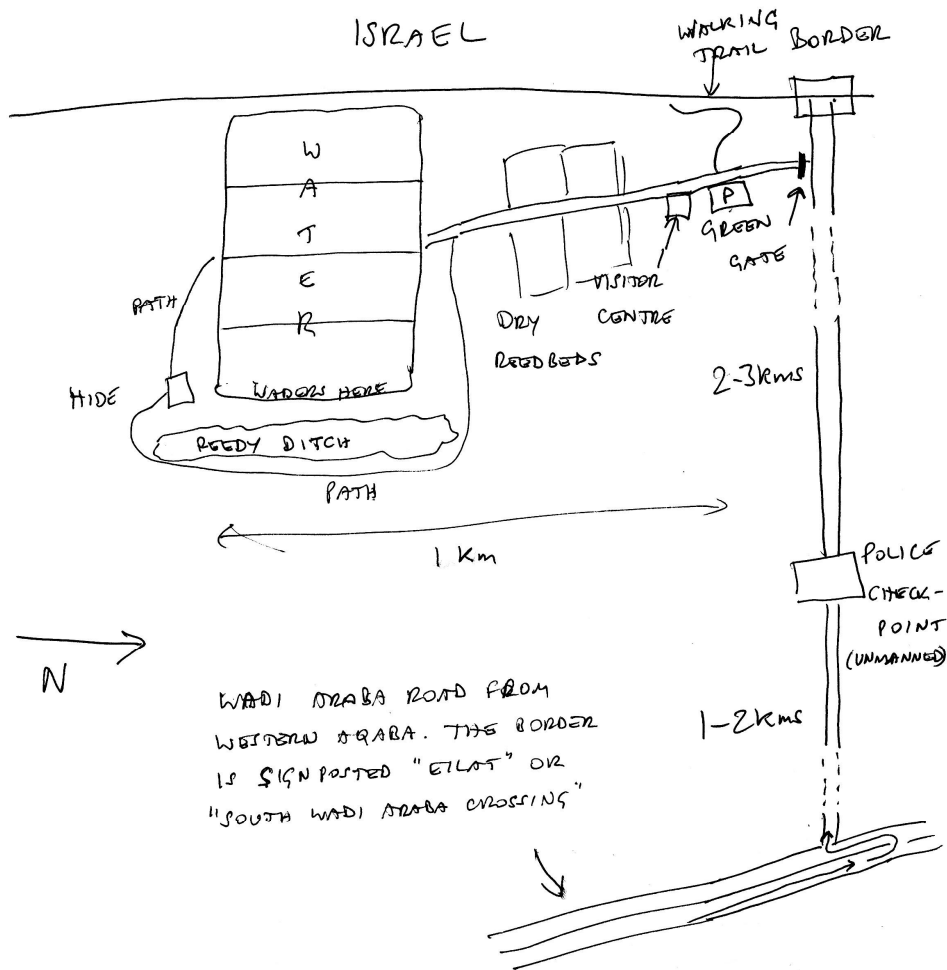 ISRAEL
WALKING
TRAIL
BORDER
W
A
T
E
R
P
GREEN
GATE
VISITOR
CENTRE
DRY
REEDBEDS
PATH
HIDE
WADERS HERE
REEDY DITCH
PATH
2-3kms
1 Km
POLICE
CHECK-
POINT
(UNMANNED)
N
WADI ARABA ROAD FROM
WESTERN AQABA. THE BORDER
IS SIGNPOSTED "EILAT" OR
"SOUTH WADI ARABA CROSSING"
1-2kms